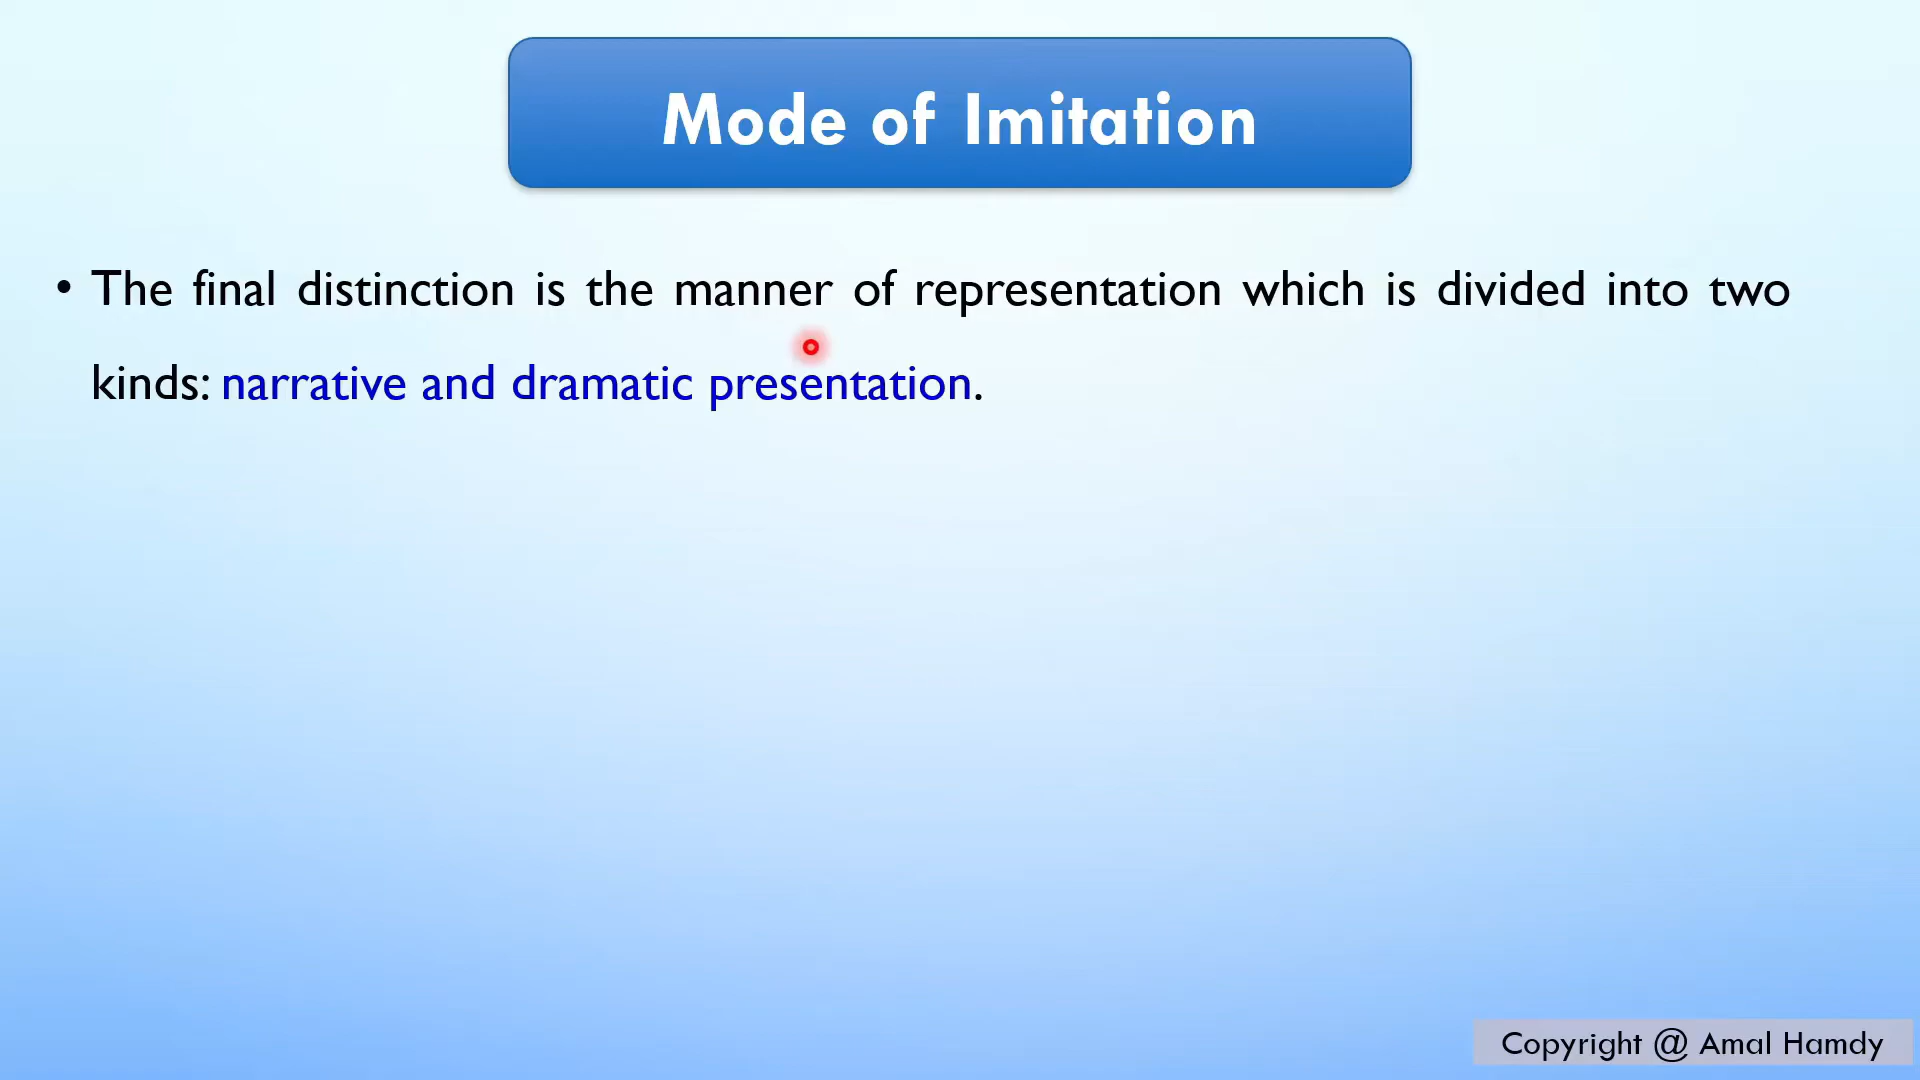 Mode of Imitation
• The final distinction is the manner of representation which is divided into two
kinds: narrative and dramatic presentation.
Copyright @ Amal Hamdy